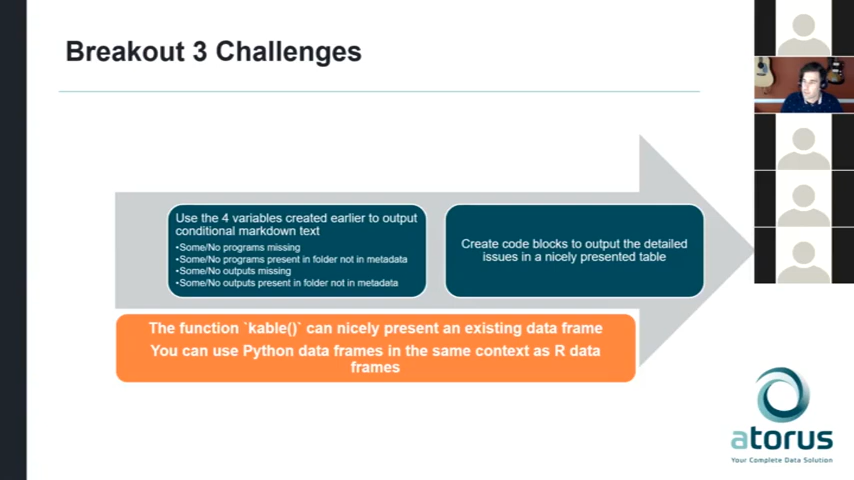 Breakout 3 Challenges
Use the 4 variables created earlier to output
conditional markdown text
•Some/No programs missing
•Some/No programs present in folder not in metadata
•Some/No outputs missing
•Some/No outputs present in folder not in metadata
Create code blocks to output the detailed
issues in a nicely presented table
The function `kable()` can nicely present an existing data frame
You can use Python data frames in the same context as R data
frames
atorus
Your Complete Data Solution